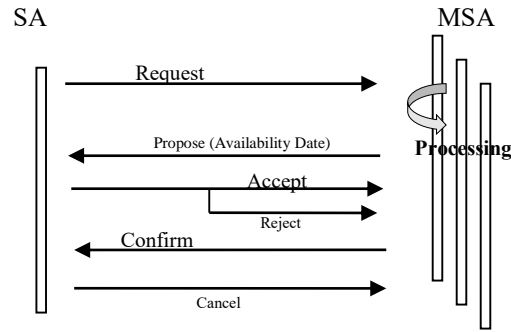 SA
MSA
Request
Propose (Availability Date)
Processing
Accept
Reject
Confirm
Cancel